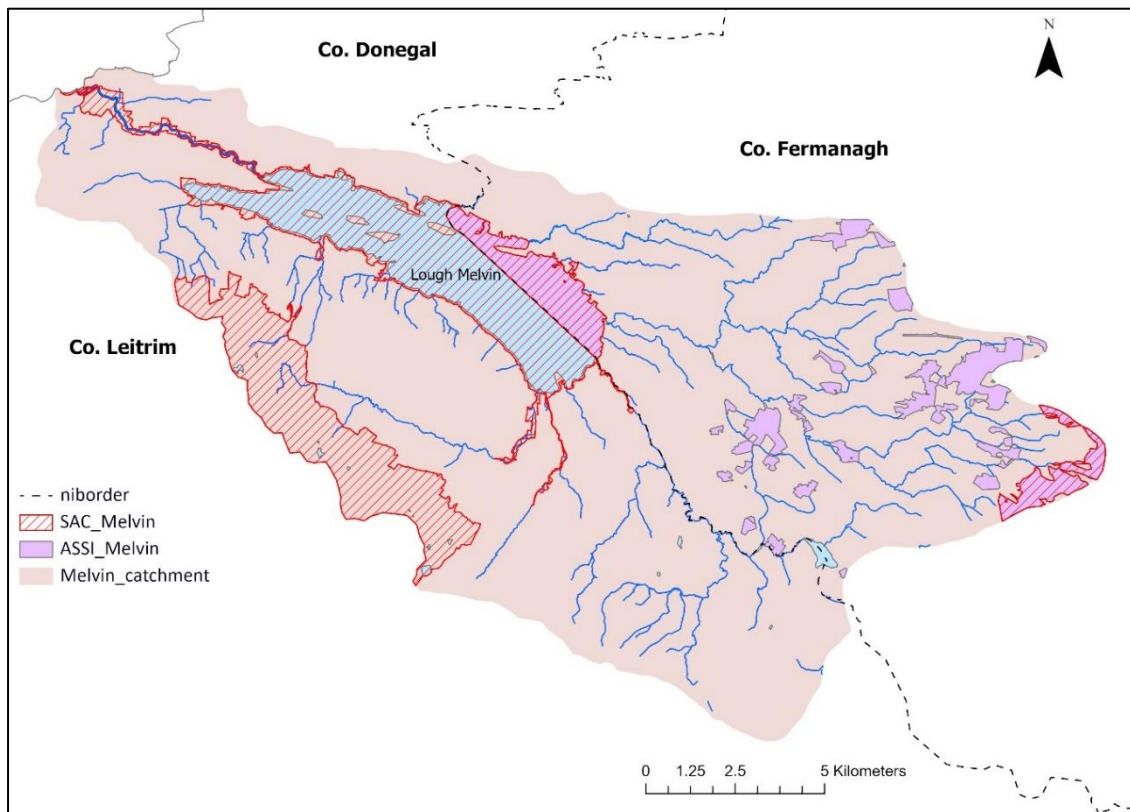 Co. Donegal
N
Co. Fermanagh
Lough Melvin
Co. Leitrim
niborder
SAC_Melvin
ASSI_Melvin
Melvin_catchment
0 1.25 2.5 5 Kilometers